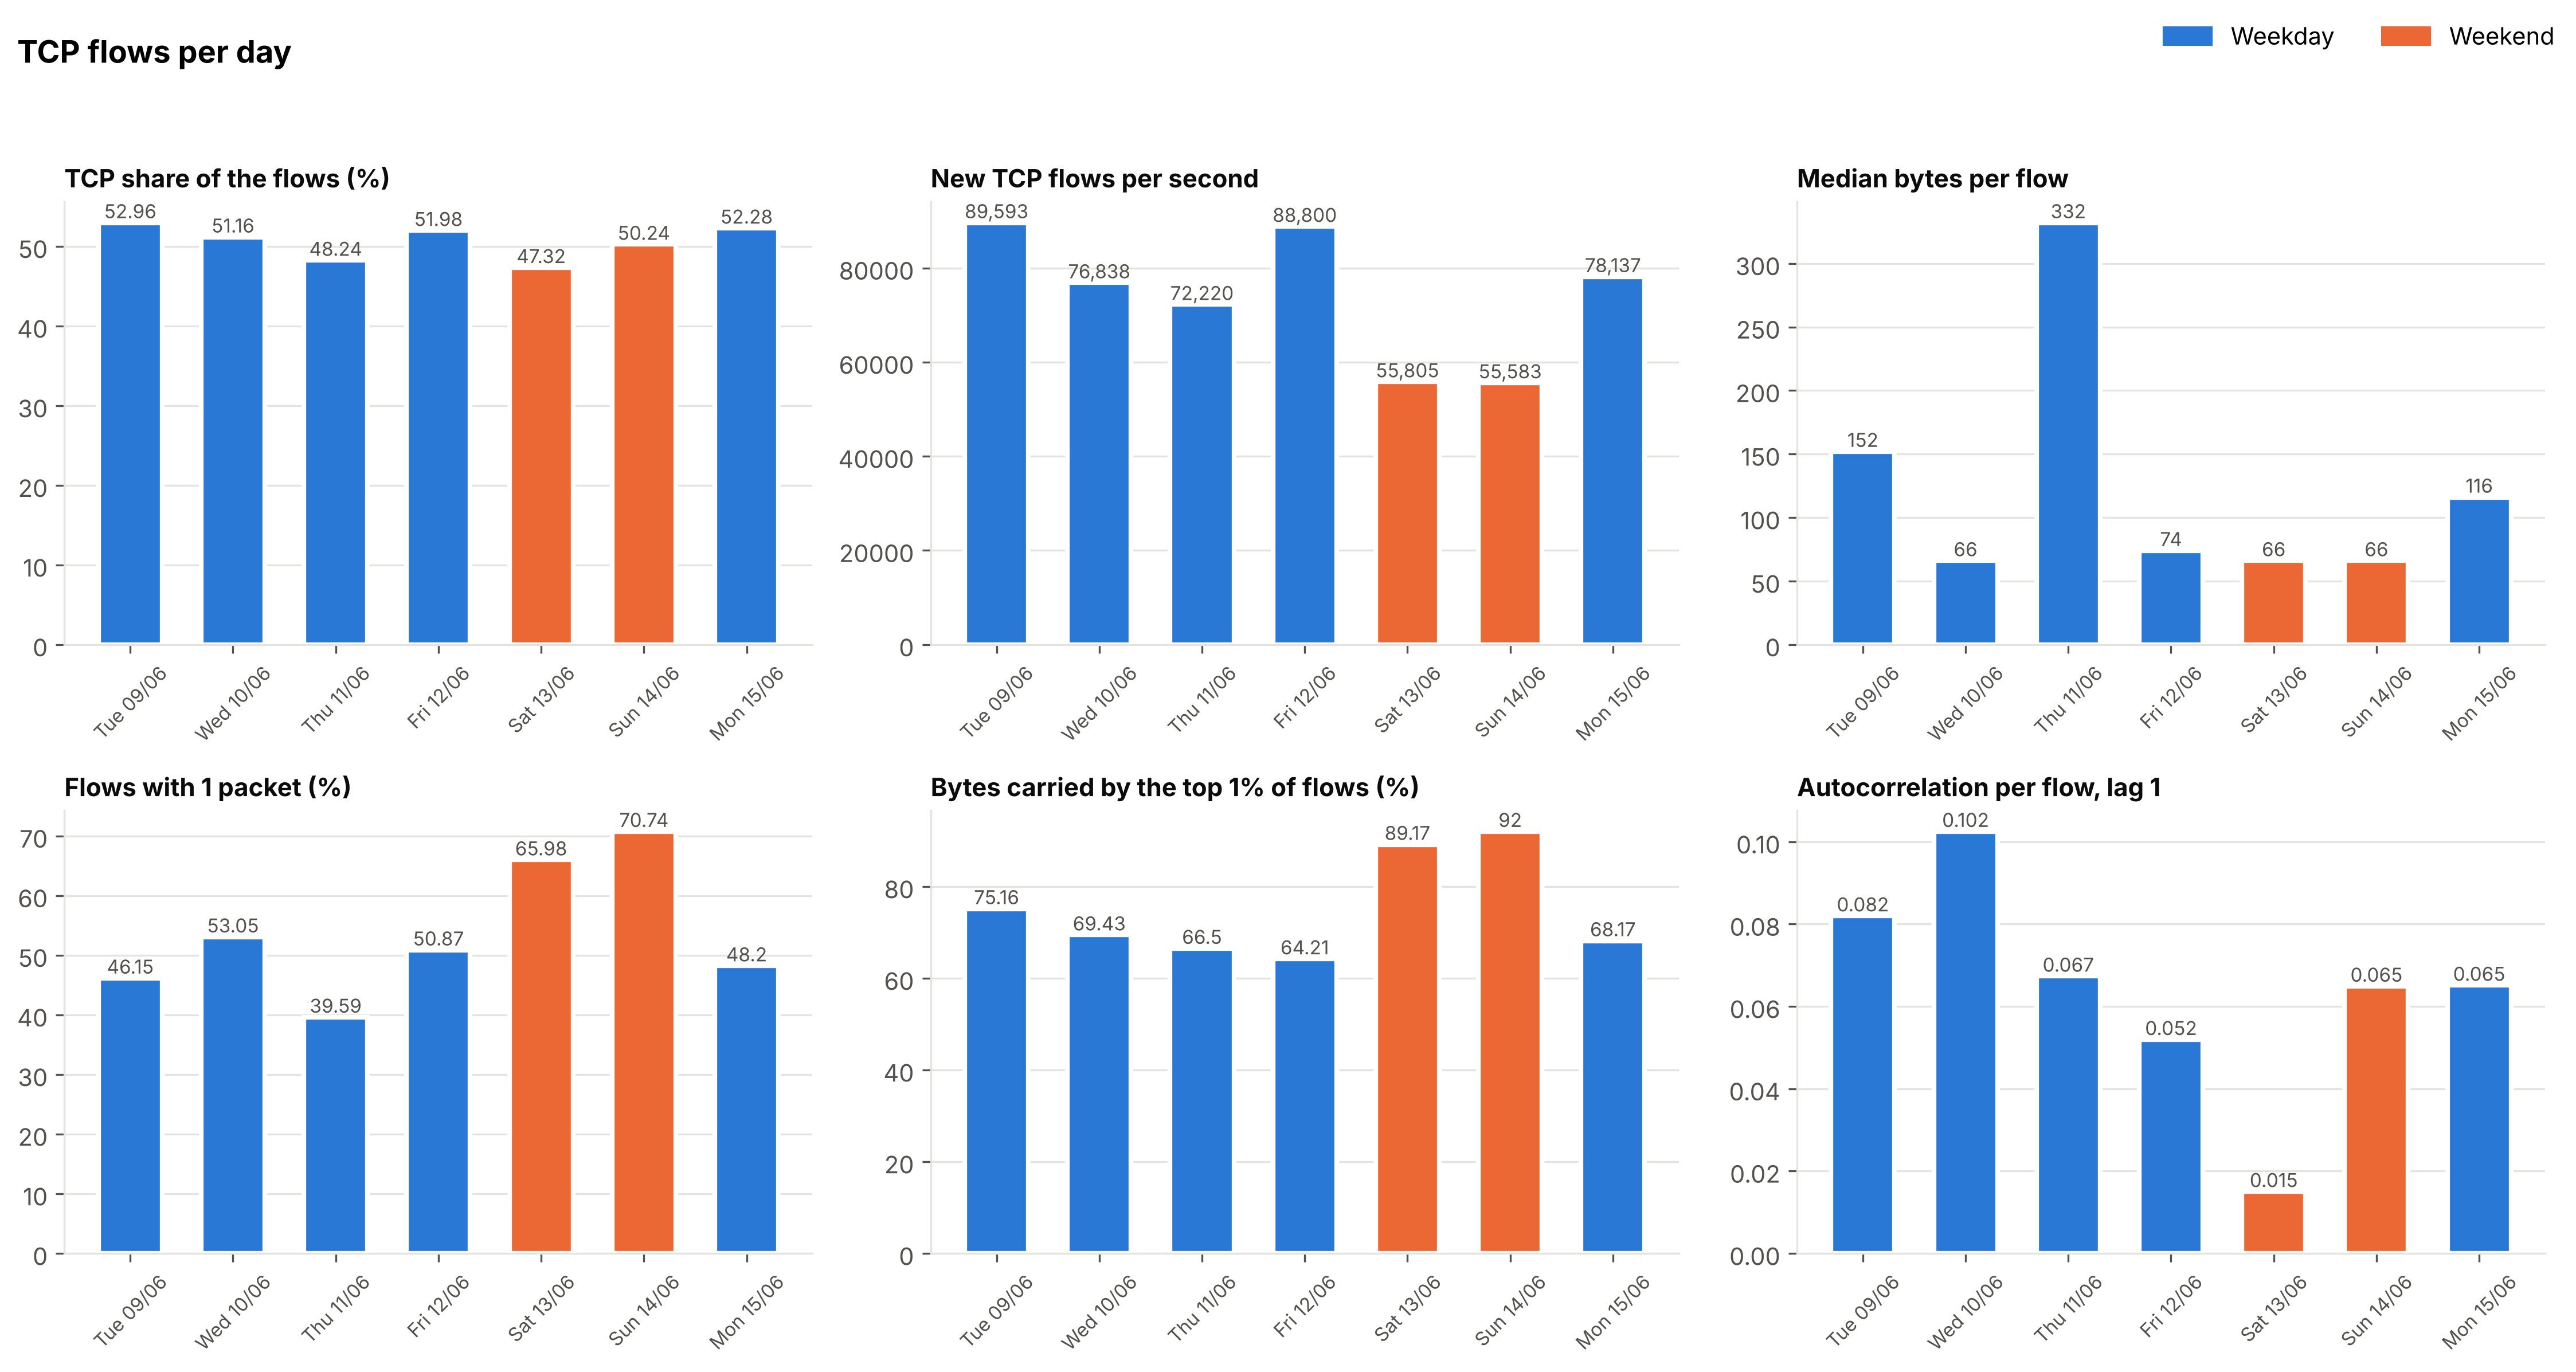 TCP flows per day
Weekday
Weekend
TCP share of the flows (%)
52.96
51.16
48.24
51.98
47.32
50.24
52.28
50
40
30
20
10
0
Tue 09/06
Wed 10/06
Thu 11/06
Fri 12/06
Sat 13/06
Sun 14/06
Mon 15/06
New TCP flows per second
89,593
76,838
72,220
88,800
55,805
55,583
78,137
80000
60000
40000
20000
0
Tue 09/06
Wed 10/06
Thu 11/06
Fri 12/06
Sat 13/06
Sun 14/06
Mon 15/06
Median bytes per flow
152
66
332
74
66
66
116
300
250
200
150
100
50
0
Tue 09/06
Wed 10/06
Thu 11/06
Fri 12/06
Sat 13/06
Sun 14/06
Mon 15/06
Flows with 1 packet (%)
46.15
53.05
39.59
50.87
65.98
70.74
48.2
70
60
50
40
30
20
10
0
Tue 09/06
Wed 10/06
Thu 11/06
Fri 12/06
Sat 13/06
Sun 14/06
Mon 15/06
Bytes carried by the top 1% of flows (%)
75.16
69.43
66.5
64.21
89.17
92
68.17
80
60
40
20
0
Tue 09/06
Wed 10/06
Thu 11/06
Fri 12/06
Sat 13/06
Sun 14/06
Mon 15/06
Autocorrelation per flow, lag 1
0.082
0.102
0.067
0.052
0.015
0.065
0.065
0.10
0.08
0.06
0.04
0.02
0.00
Tue 09/06
Wed 10/06
Thu 11/06
Fri 12/06
Sat 13/06
Sun 14/06
Mon 15/06